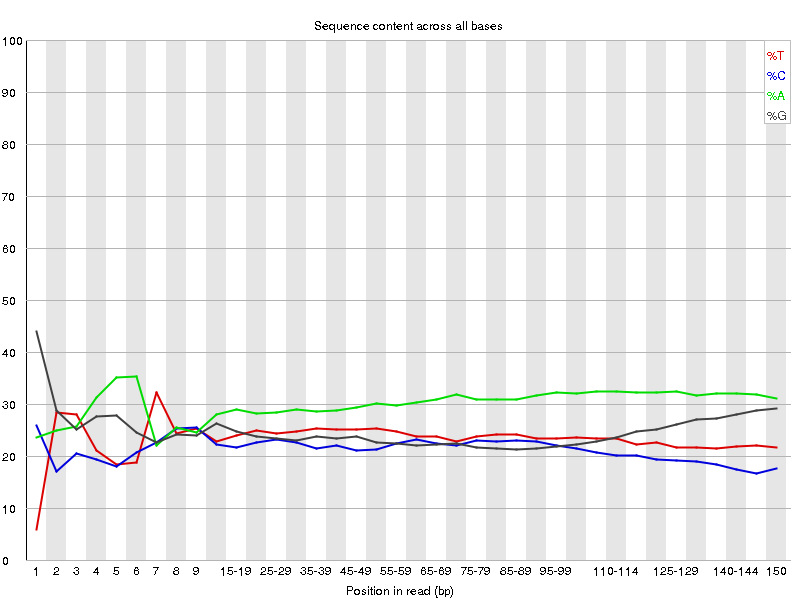 Sequence content across all bases
100
90
80
70
60
50
40
30
20
10
0
%T
%C
%A
%G
1 2 3 4 5 6 7 8 9 15-19 25-29 35-39 45-49 55-59 65-69 75-79 85-89 95-99 110-114 125-129 140-144 150
Position in read (bp)